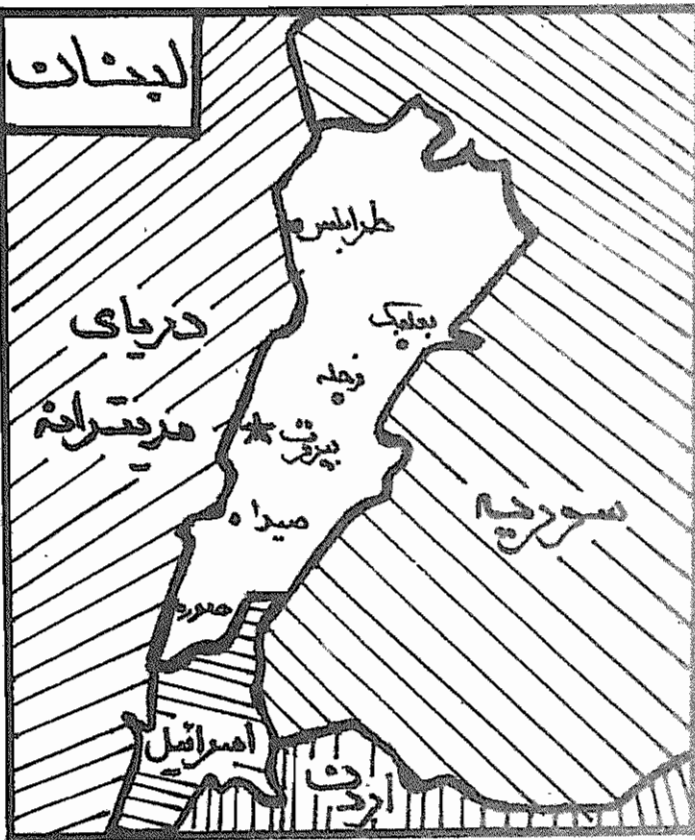 لبنان
طرابلس
دریای
مدیترانه
بعلبک
زحله
بیروت
صیدا
سوریه
صور
اسرائیل
اردن